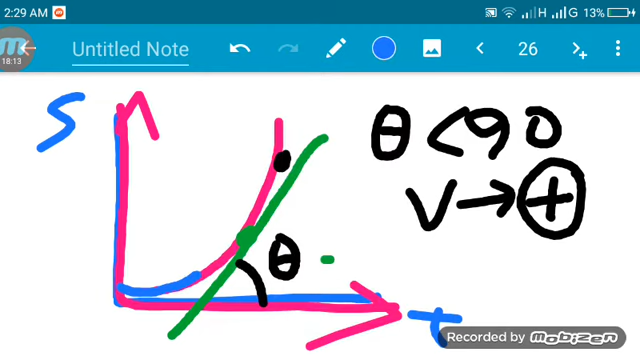 2:29 AM H G 13%
18:13 Untitled Note 26
S
θ < 90
V → +
θ
t
Recorded by mobizen